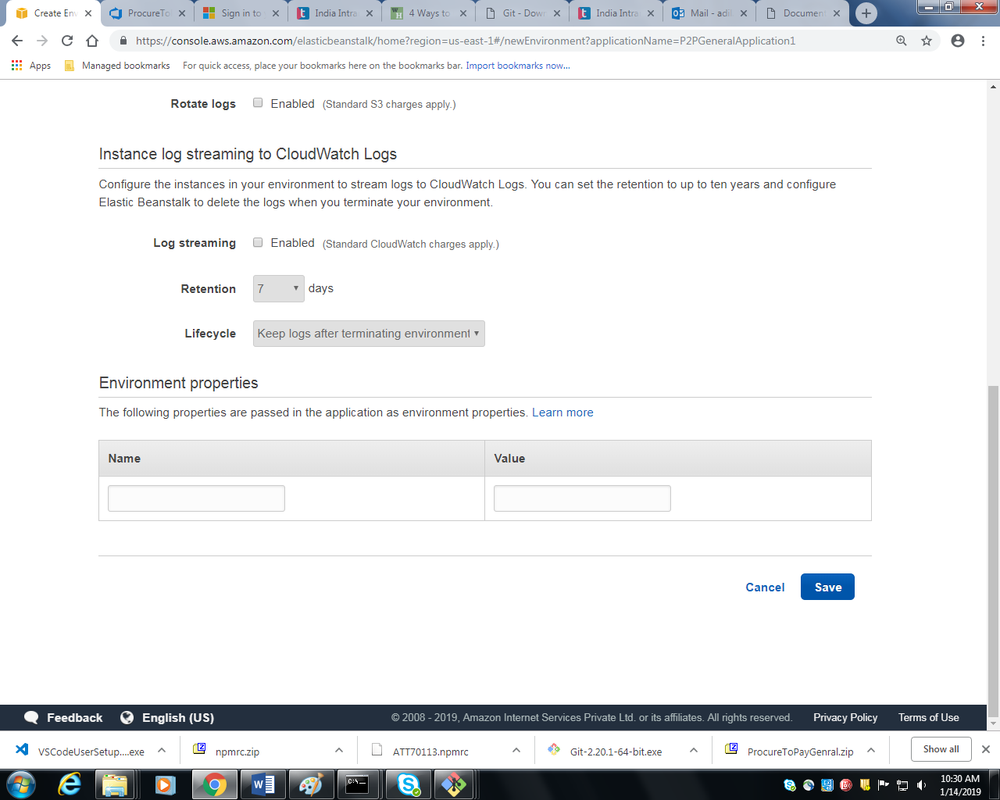 Create En
ProcureTo
Sign in to
India Intra
4 Ways to
Git - Down
India Intra
Mail - adil
Document
https://console.aws.amazon.com/elasticbeanstalk/home?region=us-east-1#/newEnvironment?applicationName=P2PGeneralApplication1
Apps
Managed bookmarks
For quick access, place your bookmarks here on the bookmarks bar. Import bookmarks now...
Rotate logs Enabled (Standard S3 charges apply.)
Instance log streaming to CloudWatch Logs
Configure the instances in your environment to stream logs to CloudWatch Logs. You can set the retention to up to ten years and configure
Elastic Beanstalk to delete the logs when you terminate your environment.
Log streaming Enabled (Standard CloudWatch charges apply.)
Retention 7 days
Lifecycle Keep logs after terminating environment
Environment properties
The following properties are passed in the application as environment properties. Learn more
Name Value
Cancel Save
Feedback English (US) © 2008 - 2019, Amazon Internet Services Private Ltd. or its affiliates. All rights reserved. Privacy Policy Terms of Use
VSCodeUserSetup....exe
npmrc.zip
ATT70113.npmrc
Git-2.20.1-64-bit.exe
ProcureToPayGenral.zip
Show all
10:30 AM
1/14/2019